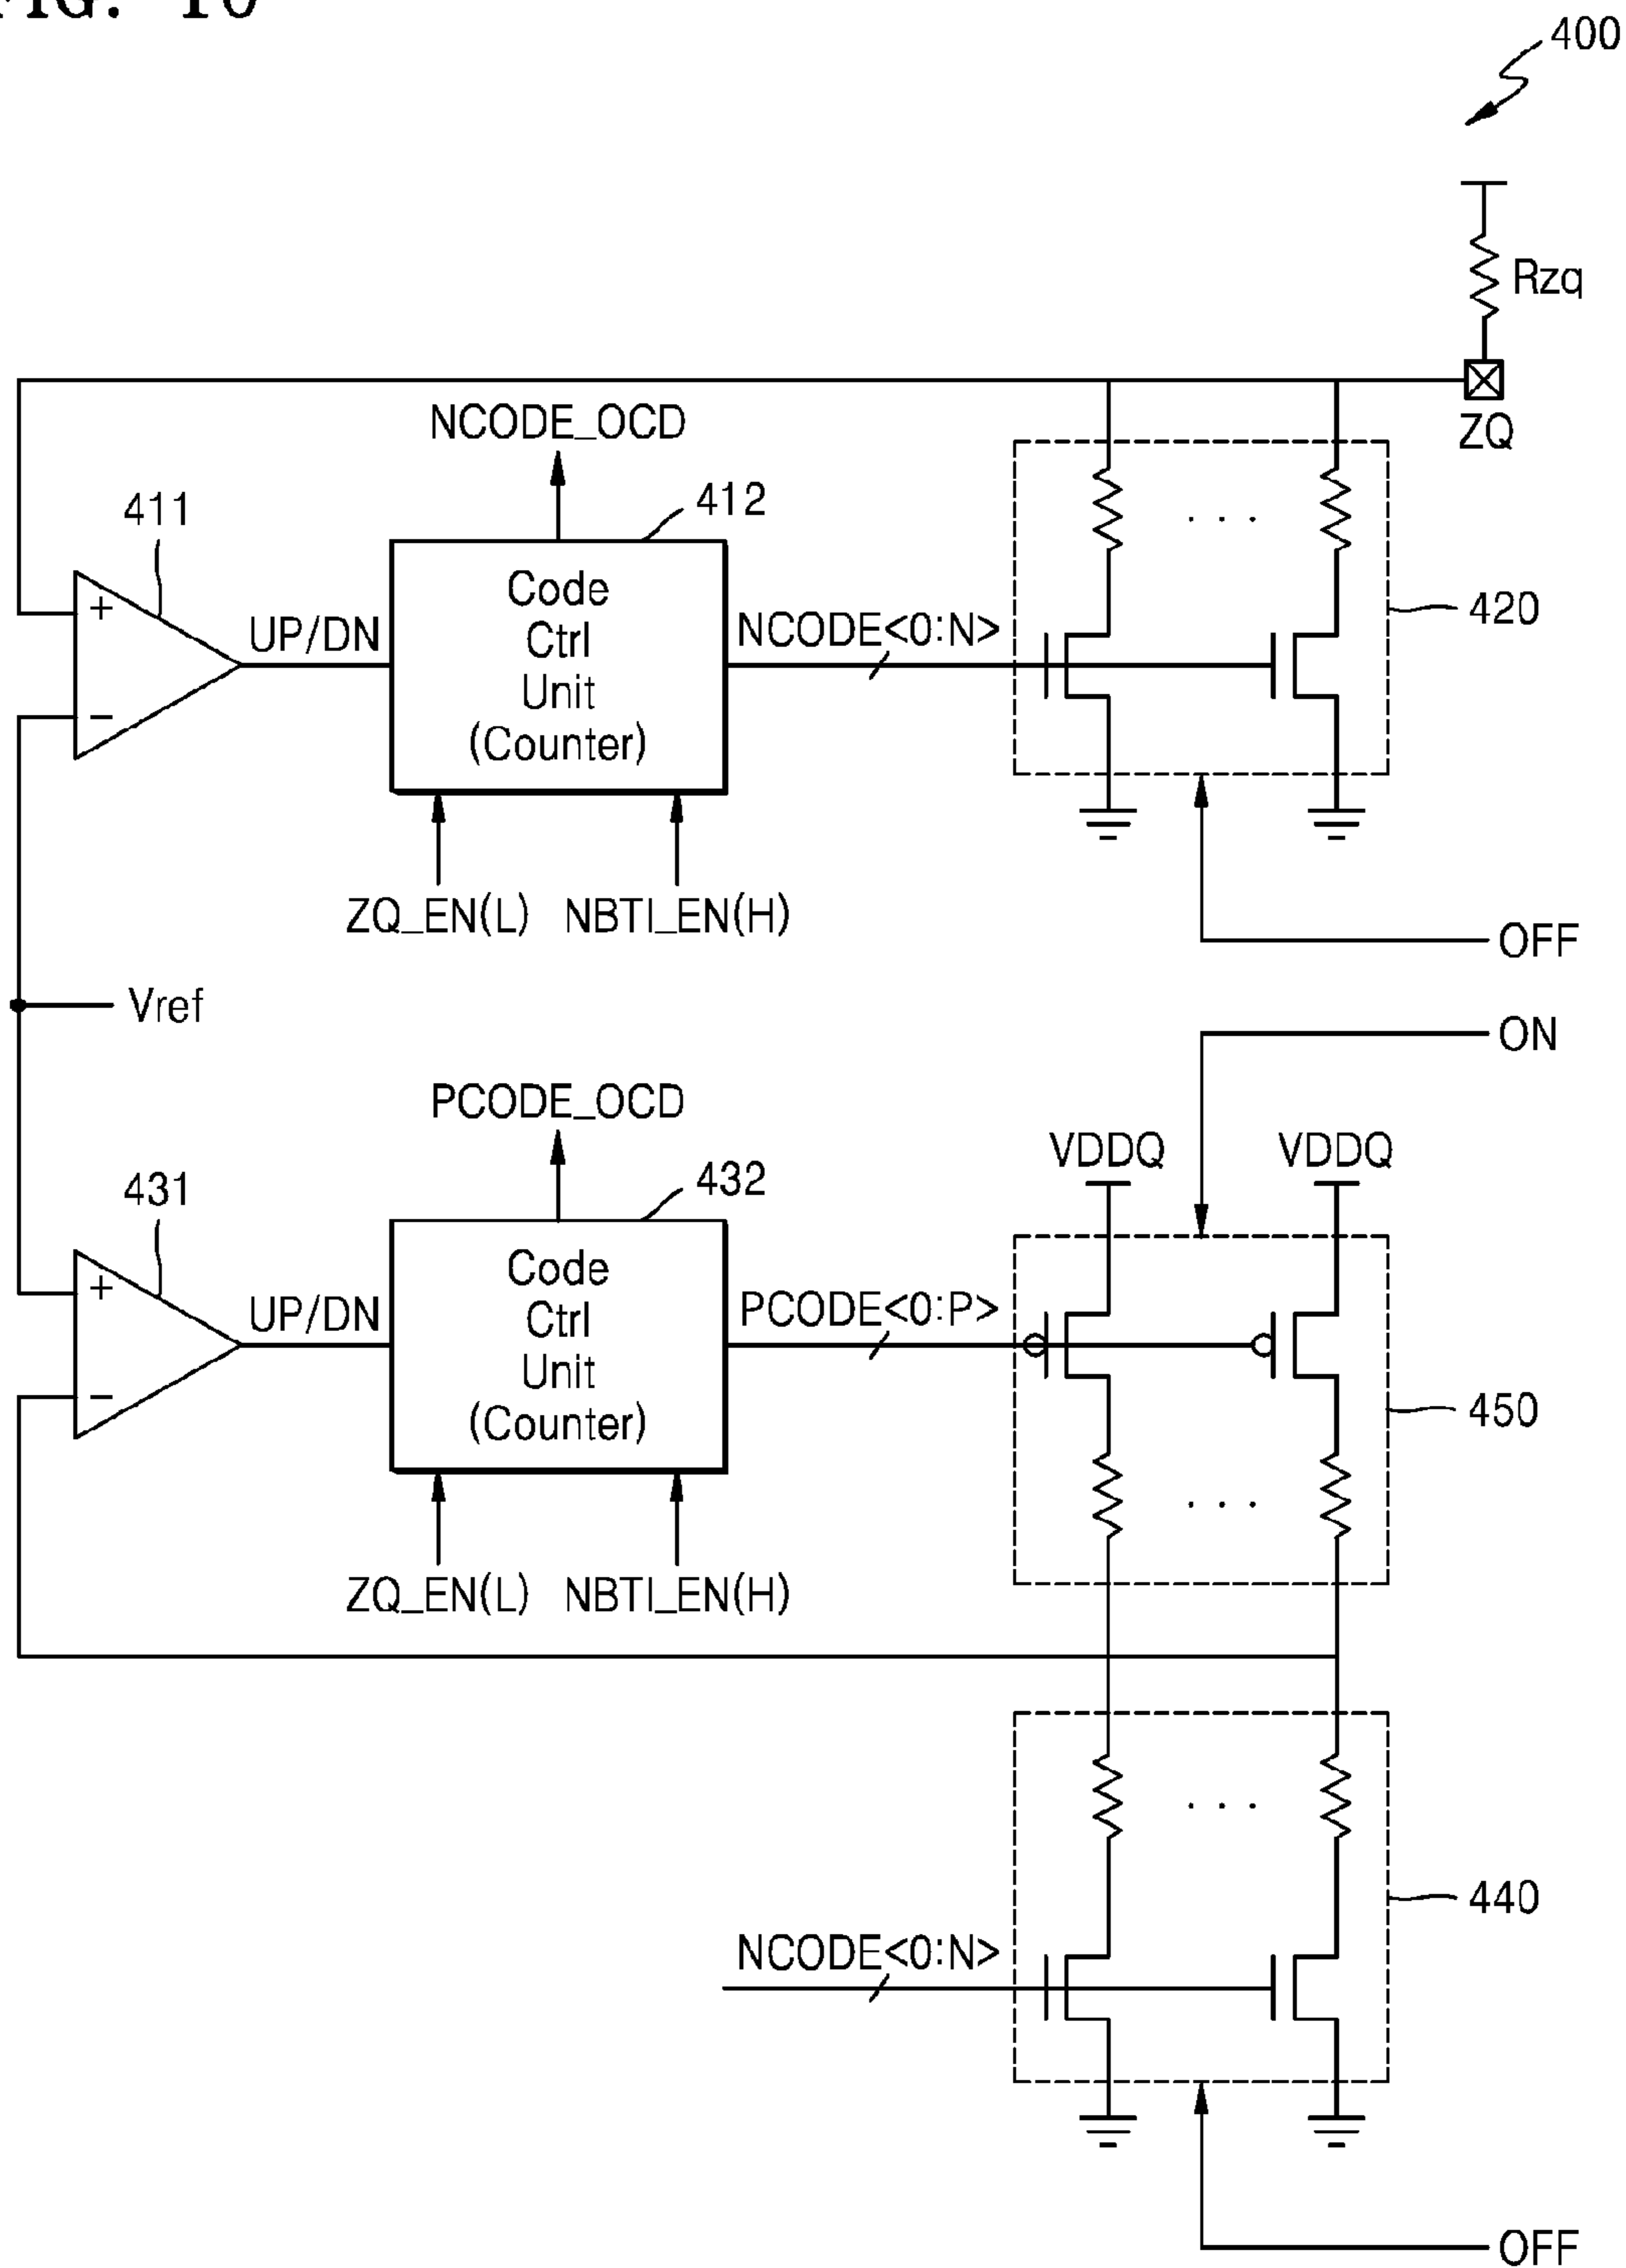 FIG. 10
400
Rzq
ZQ
NCODE_OCD
411
412
+
UP/DN
Code
Ctrl
Unit
(Counter)
NCODE<0:N>
. . .
420
−
ZQ_EN(L) NBTI_EN(H)
OFF
Vref
ON
PCODE_OCD
VDDQ VDDQ
431
432
+
UP/DN
Code
Ctrl
Unit
(Counter)
PCODE<0:P>
450
−
. . .
ZQ_EN(L) NBTI_EN(H)
. . .
440
NCODE<0:N>
OFF